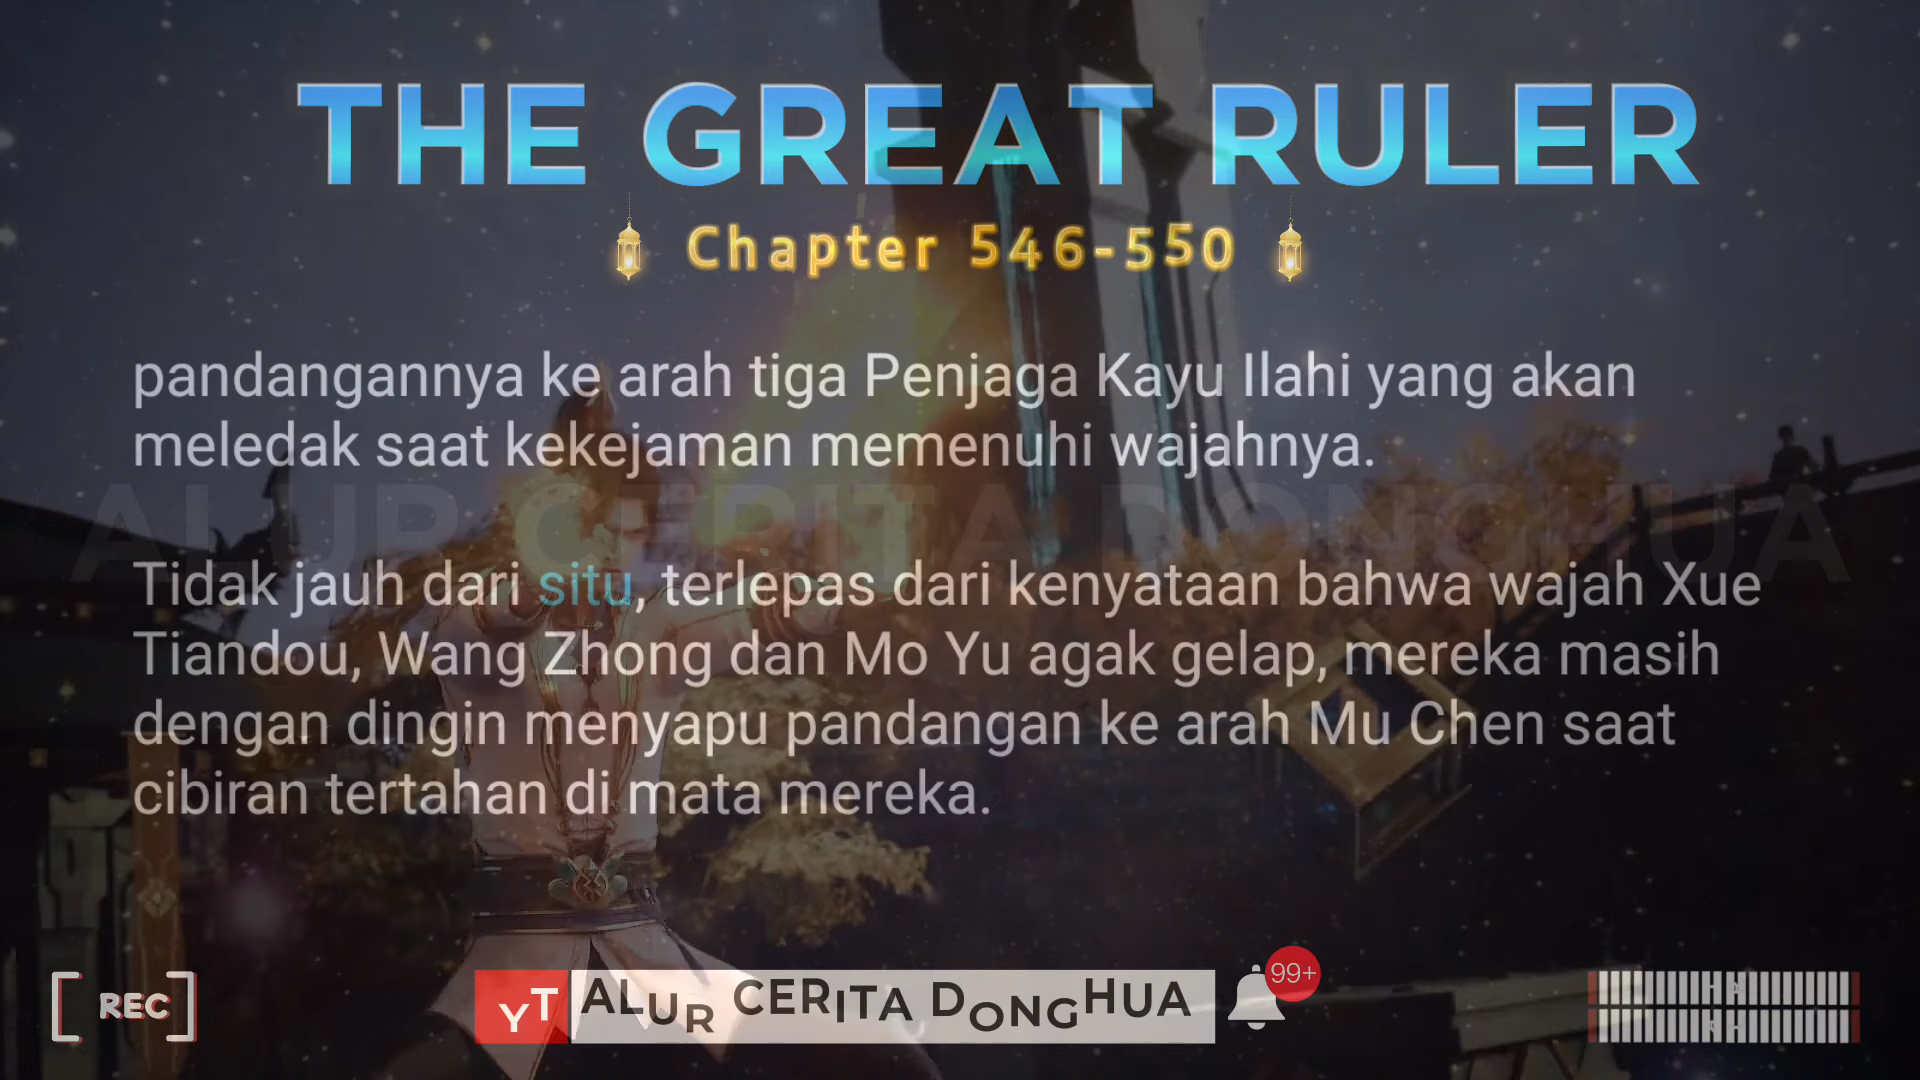 THE GREAT RULER
Chapter 546-550
pandangannya ke arah tiga Penjaga Kayu Ilahi yang akan
meledak saat kekejaman memenuhi wajahnya.
ALUR CERITA DONGHUA
Tidak jauh dari situ, terlepas dari kenyataan bahwa wajah Xue
Tiandou, Wang Zhong dan Mo Yu agak gelap, mereka masih
dengan dingin menyapu pandangan ke arah Mu Chen saat
cibiran tertahan di mata mereka.
REC
YT ALUR CERITA DONGHUA
99+